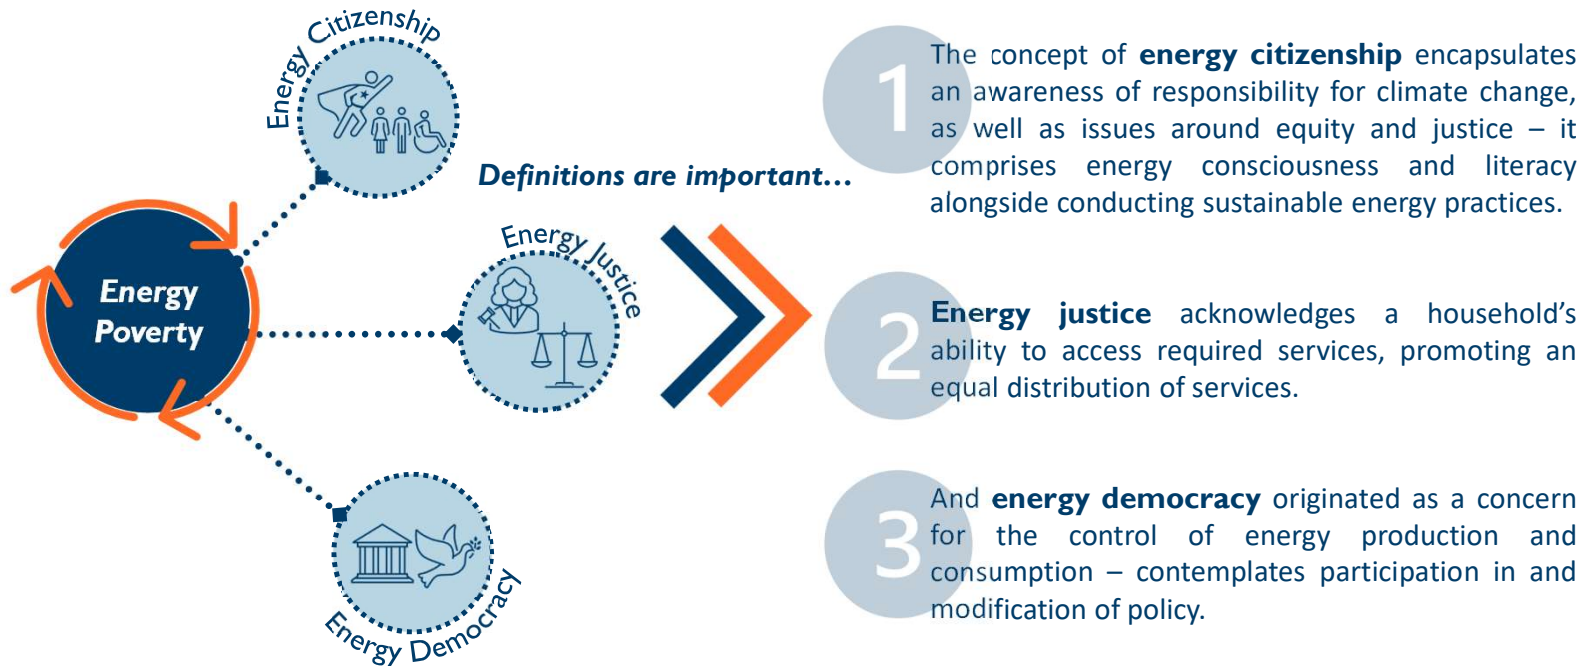 Energy Citizenship
Energy
Poverty
Energy Justice
Energy Democracy
Definitions are important…
1
The concept of energy citizenship encapsulates
an awareness of responsibility for climate change,
as well as issues around equity and justice – it
comprises energy consciousness and literacy
alongside conducting sustainable energy practices.
2
Energy justice acknowledges a household’s
ability to access required services, promoting an
equal distribution of services.
3
And energy democracy originated as a concern
for the control of energy production and
consumption – contemplates participation in and
modification of policy.